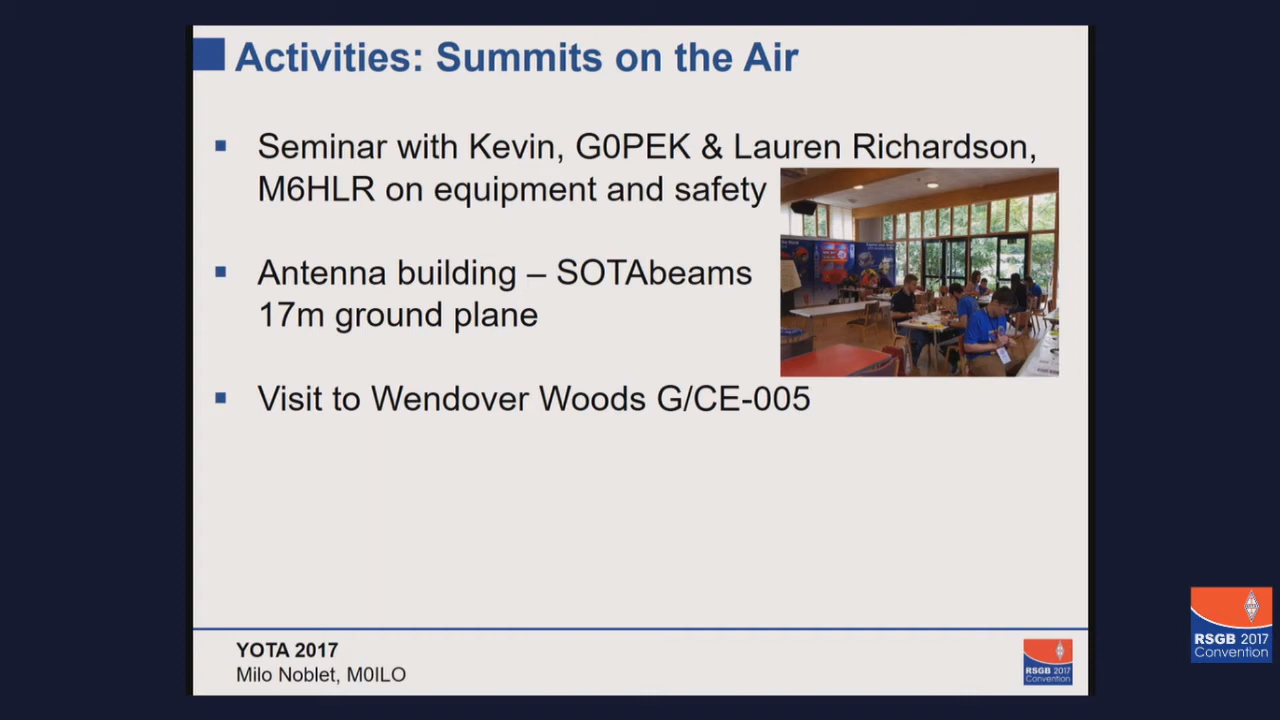 Activities: Summits on the Air
Seminar with Kevin, G0PEK & Lauren Richardson,
M6HLR on equipment and safety
Antenna building – SOTAbeams
17m ground plane
Visit to Wendover Woods G/CE-005
YOTA 2017
Milo Noblet, M0ILO
RSGB 2017
Convention
RSGB 2017
Convention